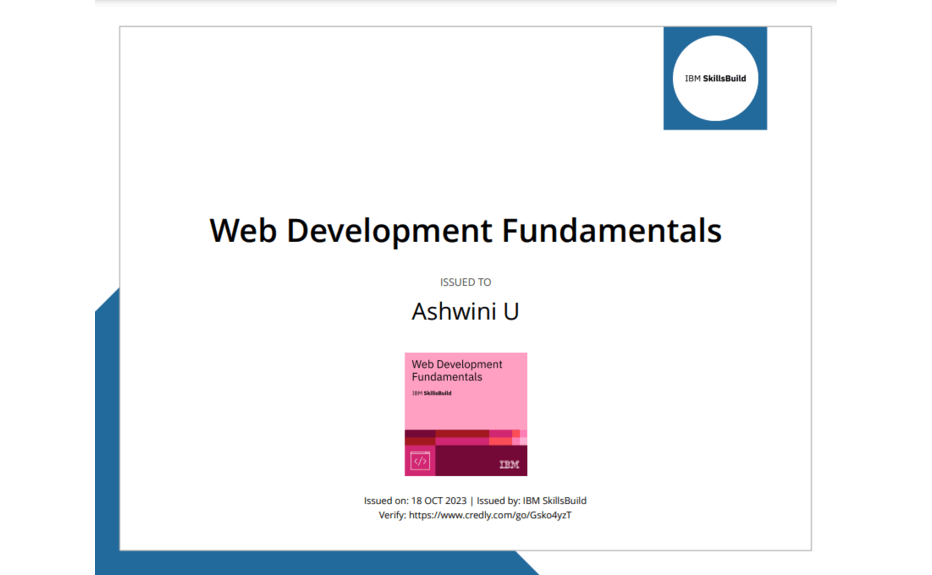 IBM SkillsBuild
Web Development Fundamentals
ISSUED TO
Ashwini U
Web Development
Fundamentals
IBM SkillsBuild
</>
IBM
Issued on: 18 OCT 2023 | Issued by: IBM SkillsBuild
Verify: https://www.credly.com/go/Gsko4yzT